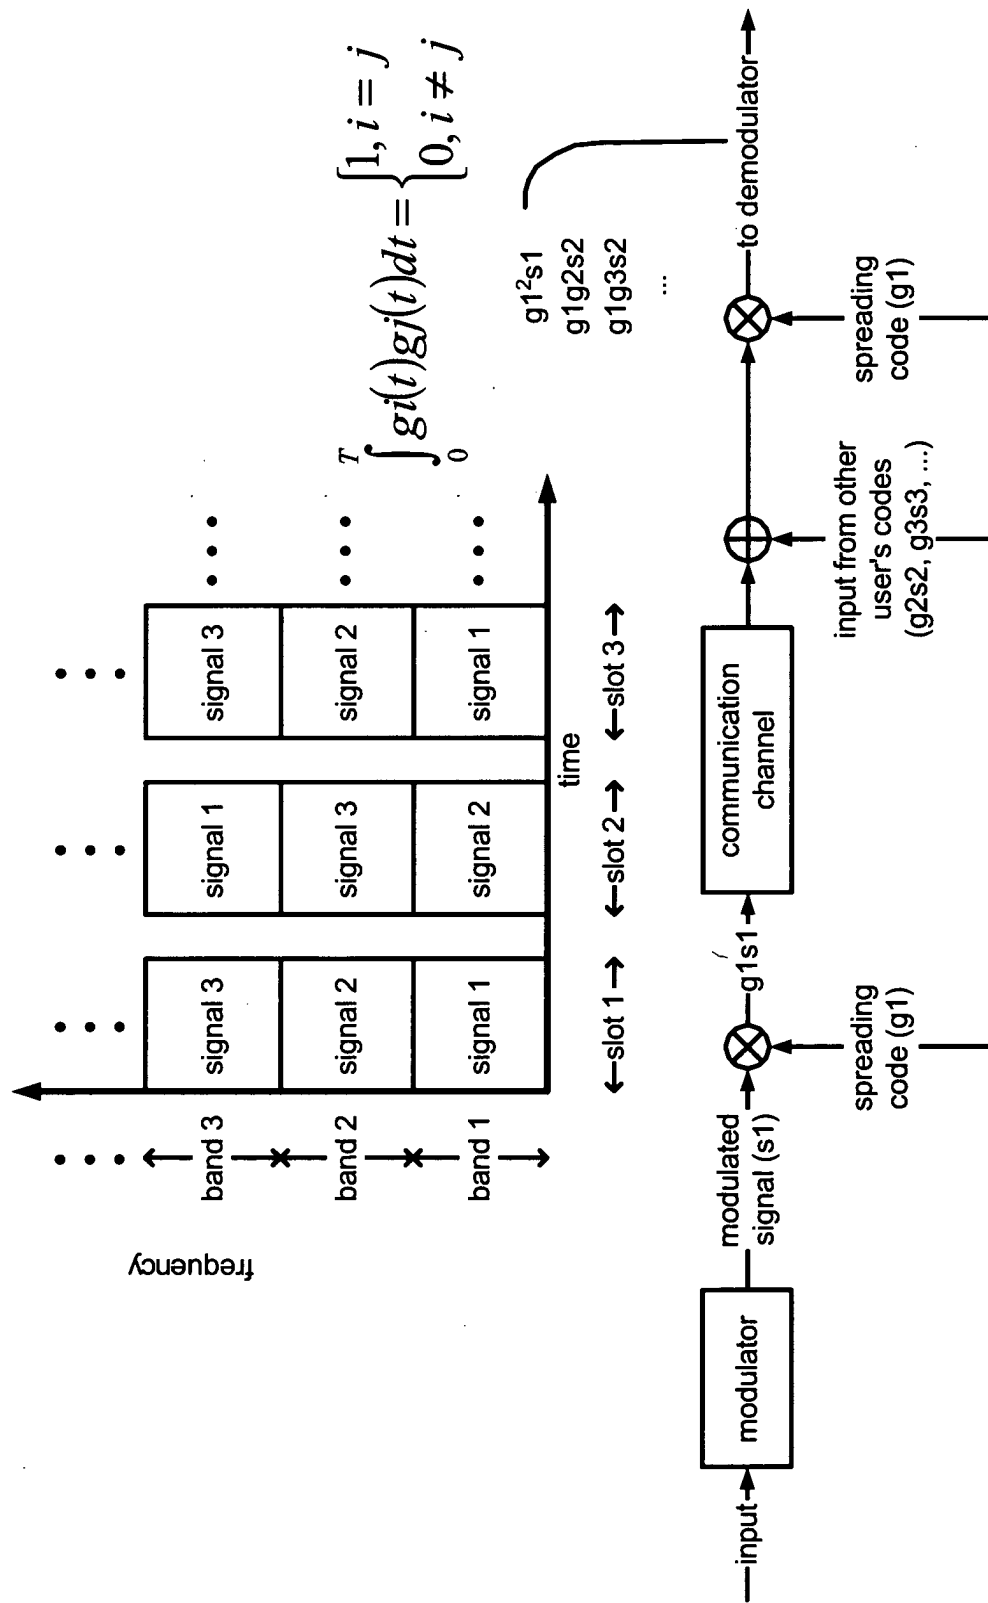 frequency
band 3
band 2
band 1
signal 3
signal 2
signal 1
signal 1
signal 3
signal 2
signal 3
signal 2
signal 1
slot 1
slot 2
slot 3
time
∫₀ᵀ gi(t)gj(t)dt = {1, i = j
0, i ≠ j
g1²s1
g1g2s2
g1g3s2
...
input
modulator
modulated
signal (s1)
g1s1
spreading
code (g1)
communication
channel
input from other
user's codes
(g2s2, g3s3, ...)
spreading
code (g1)
to demodulator